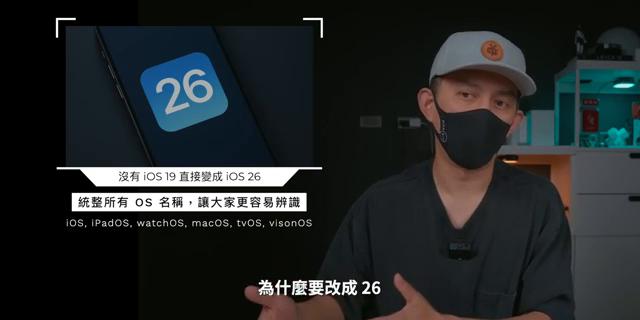 26
沒有 iOS 19 直接變成 iOS 26
統整所有 OS 名稱，讓大家更容易辨識
iOS, iPadOS, watchOS, macOS, tvOS, visonOS
為什麼要改成 26